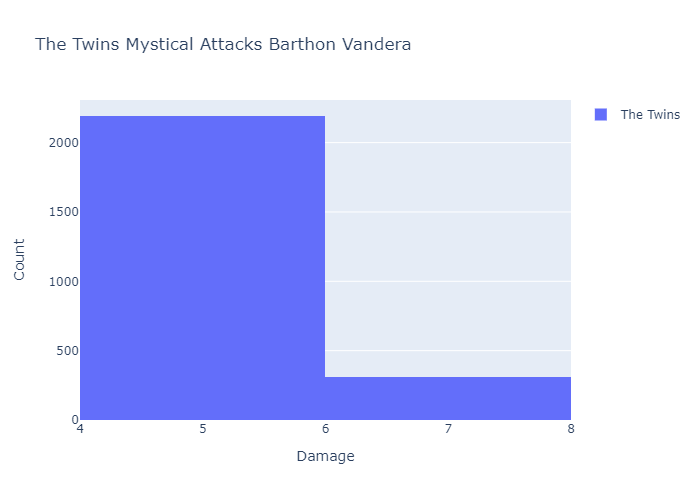 The Twins Mystical Attacks Barthon Vandera
The Twins
2000
1500
1000
500
0
Count
4 5 6 7 8
Damage